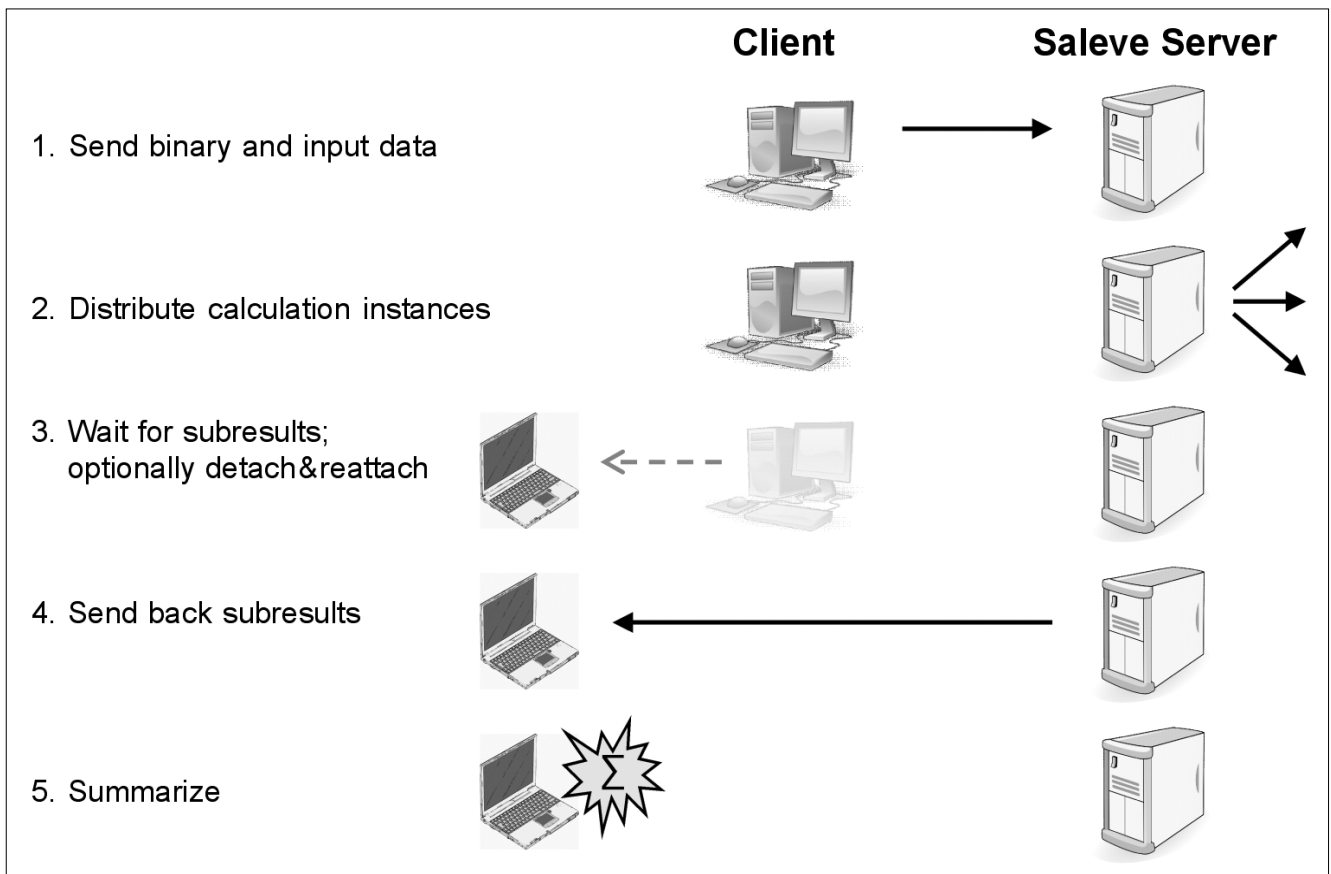 Client
Saleve Server
1. Send binary and input data
2. Distribute calculation instances
3. Wait for subresults;
optionally detach&reattach
4. Send back subresults
5. Summarize
Σ